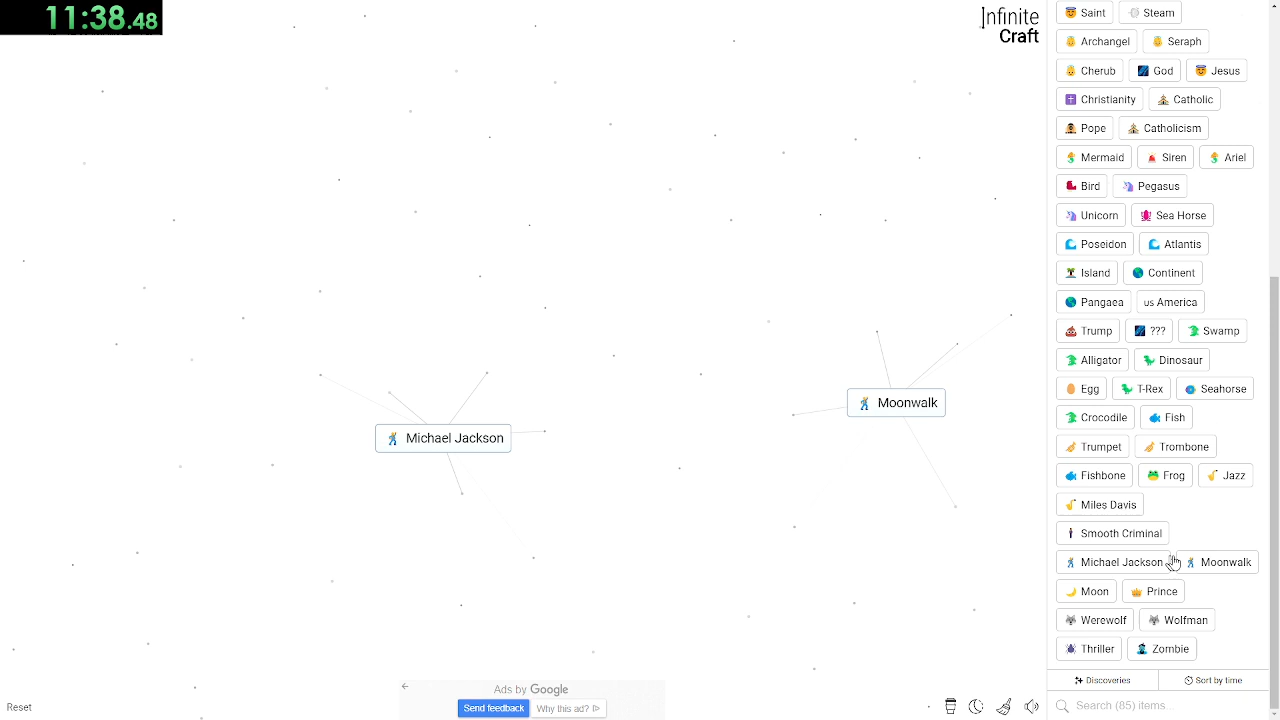 11:38.48
Infinite
Craft
Saint Steam
Archangel Seraph
Cherub God Jesus
Christianity Catholic
Pope Catholicism
Mermaid Siren Ariel
Pegasus
Unicorn Sea Horse
Poseidon Atlantis
Island Continent
Pangaea us America
Trump ??? Swamp
Alligator Dinosaur
Egg T-Rex Seahorse
Fish
Trumpet Trombone
Fishbone Jazz
Miles Davis
Smooth Criminal
Michael Jackson Moonwalk
Moon Prince
Werewolf Wolfman
Thriller Zombie
Michael Jackson
Moonwalk
Ads by Google
Send feedback Why this ad?
Reset
Discoveries Sort by time
Search (85) items...